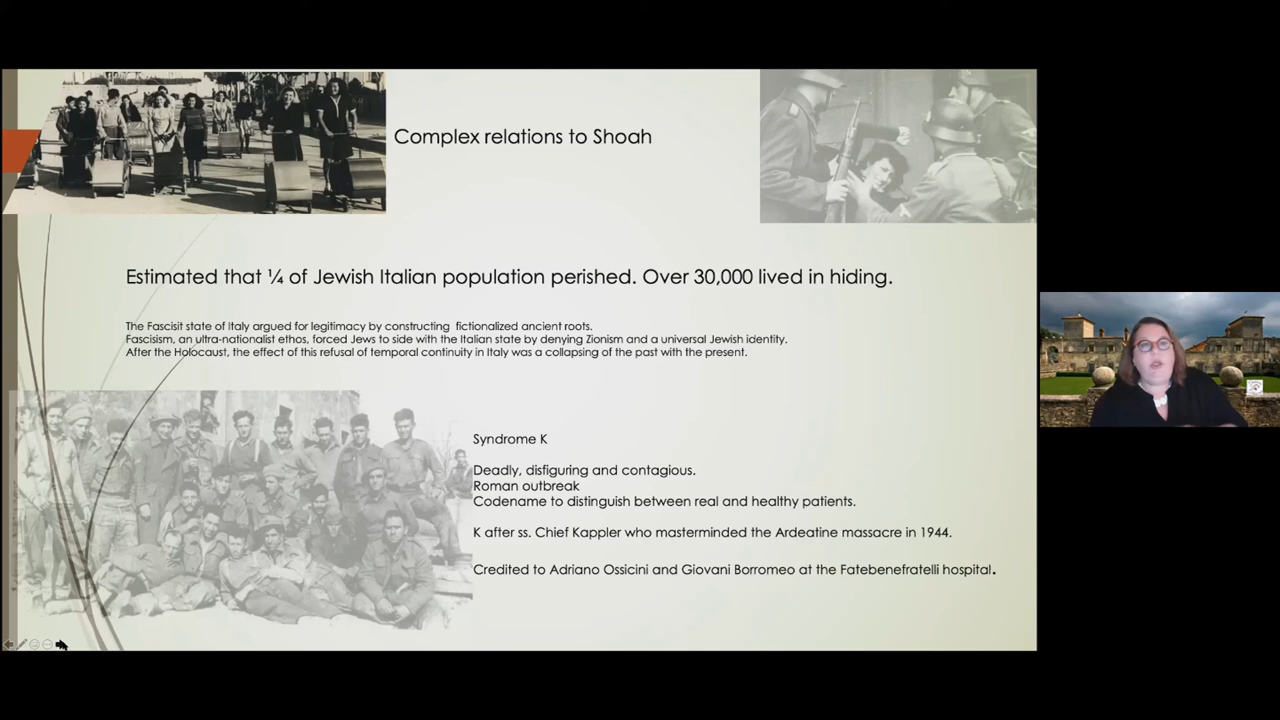 Complex relations to Shoah
Estimated that ¼ of Jewish Italian population perished. Over 30,000 lived in hiding.
The Fascisit state of Italy argued for legitimacy by constructing fictionalized ancient roots.
Fascisism, an ultra-nationalist ethos, forced Jews to side with the Italian state by denying Zionism and a universal Jewish identity.
After the Holocaust, the effect of this refusal of temporal continuity in Italy was a collapsing of the past with the present.
Syndrome K
Deadly, disfiguring and contagious.
Roman outbreak
Codename to distinguish between real and healthy patients.
K after ss. Chief Kappler who masterminded the Ardeatine massacre in 1944.
Credited to Adriano Ossicini and Giovani Borromeo at the Fatebenefratelli hospital.